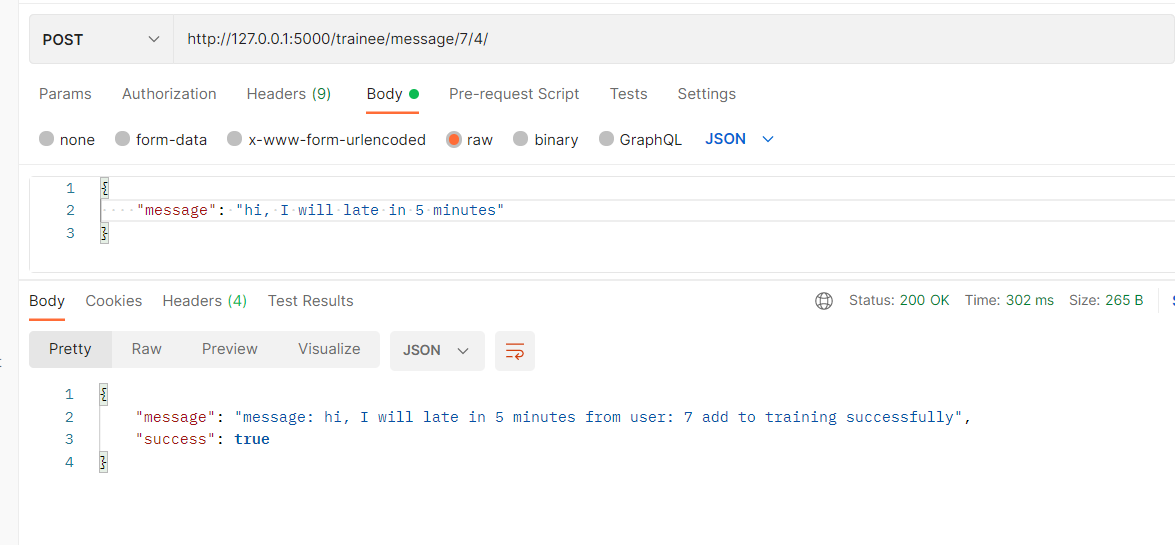 POST http://127.0.0.1:5000/trainee/message/7/4/
Params Authorization Headers (9) Body Pre-request Script Tests Settings
none form-data x-www-form-urlencoded raw binary GraphQL JSON
1 {
2 "message": "hi, I will late in 5 minutes"
3 }
Body Cookies Headers (4) Test Results Status: 200 OK Time: 302 ms Size: 265 B
Pretty Raw Preview Visualize JSON
1 {
2 "message": "message: hi, I will late in 5 minutes from user: 7 add to training successfully",
3 "success": true
4 }